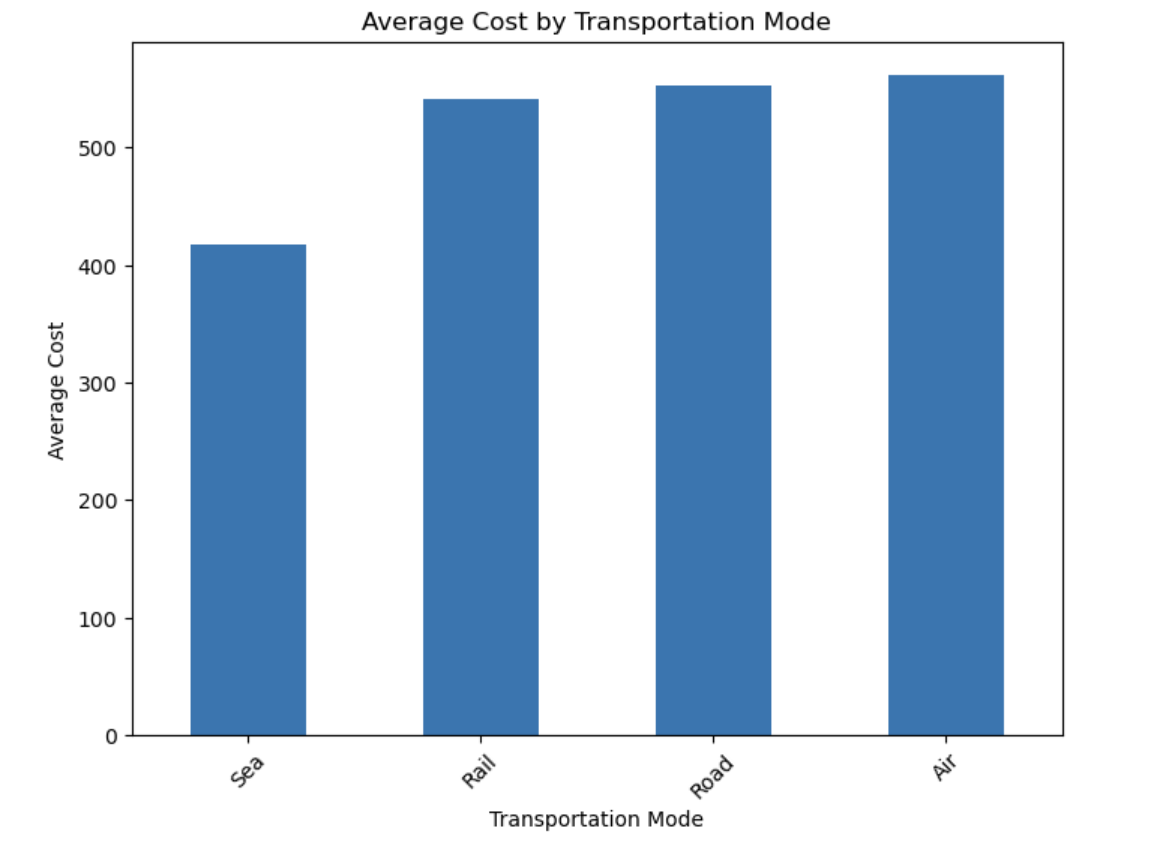 Average Cost by Transportation Mode
500
400
300
200
100
0
Average Cost
Sea
Rail
Road
Air
Transportation Mode